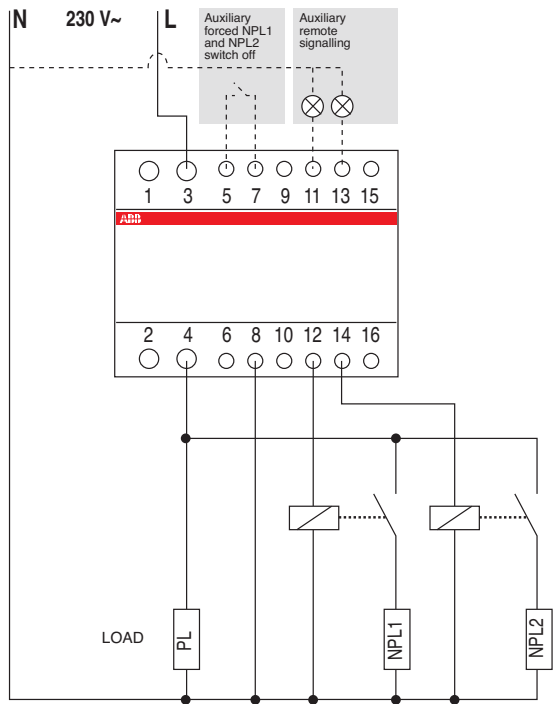 N 230 V~ L
Auxiliary
forced NPL1
and NPL2
switch off
Auxiliary
remote
signalling
1 3 5 7 9 11 13 15
ABB
2 4 6 8 10 12 14 16
LOAD
PL
NPL1
NPL2